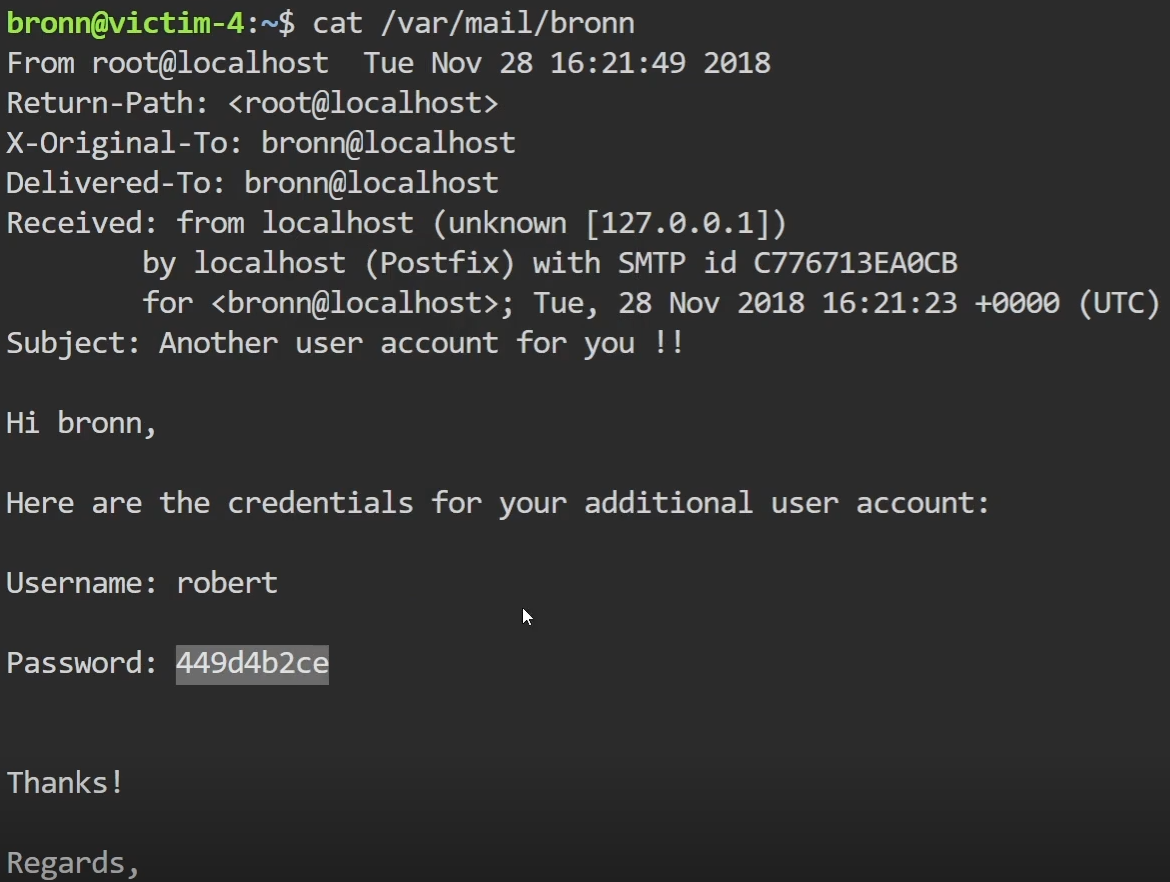 bronn@victim-4:~$ cat /var/mail/bronn
From root@localhost  Tue Nov 28 16:21:49 2018
Return-Path: <root@localhost>
X-Original-To: bronn@localhost
Delivered-To: bronn@localhost
Received: from localhost (unknown [127.0.0.1])
        by localhost (Postfix) with SMTP id C776713EA0CB
        for <bronn@localhost>; Tue, 28 Nov 2018 16:21:23 +0000 (UTC)
Subject: Another user account for you !!
Hi bronn,
Here are the credentials for your additional user account:
Username: robert
Password: 449d4b2ce
Thanks!
Regards,